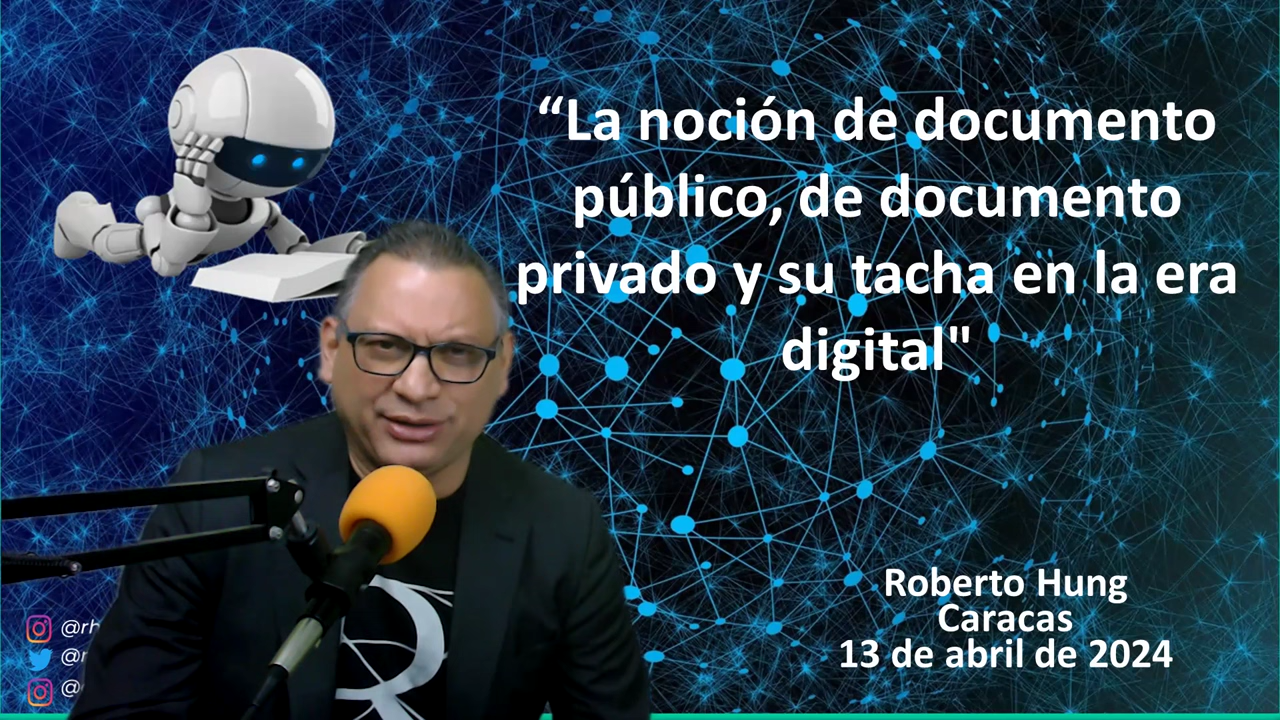 “La noción de documento
público, de documento
privado y su tacha en la era
digital"
Roberto Hung
Caracas
13 de abril de 2024